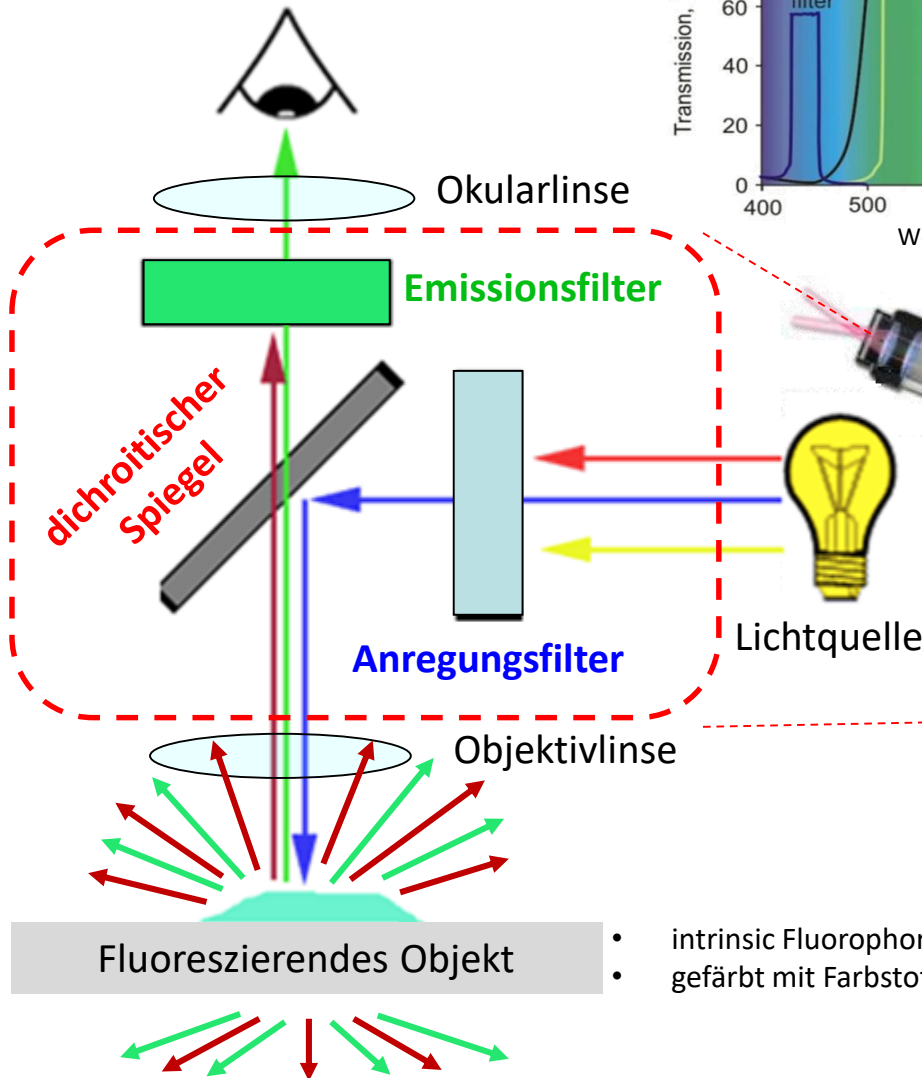 60
filter
Transmission,
40
20
0
400
500
W
Okularlinse
Emissionsfilter
dichroitischer
Spiegel
Anregungsfilter
Lichtquelle
Objektivlinse
Fluoreszierendes Objekt
• intrinsic Fluorophor
• gefärbt mit Farbstof